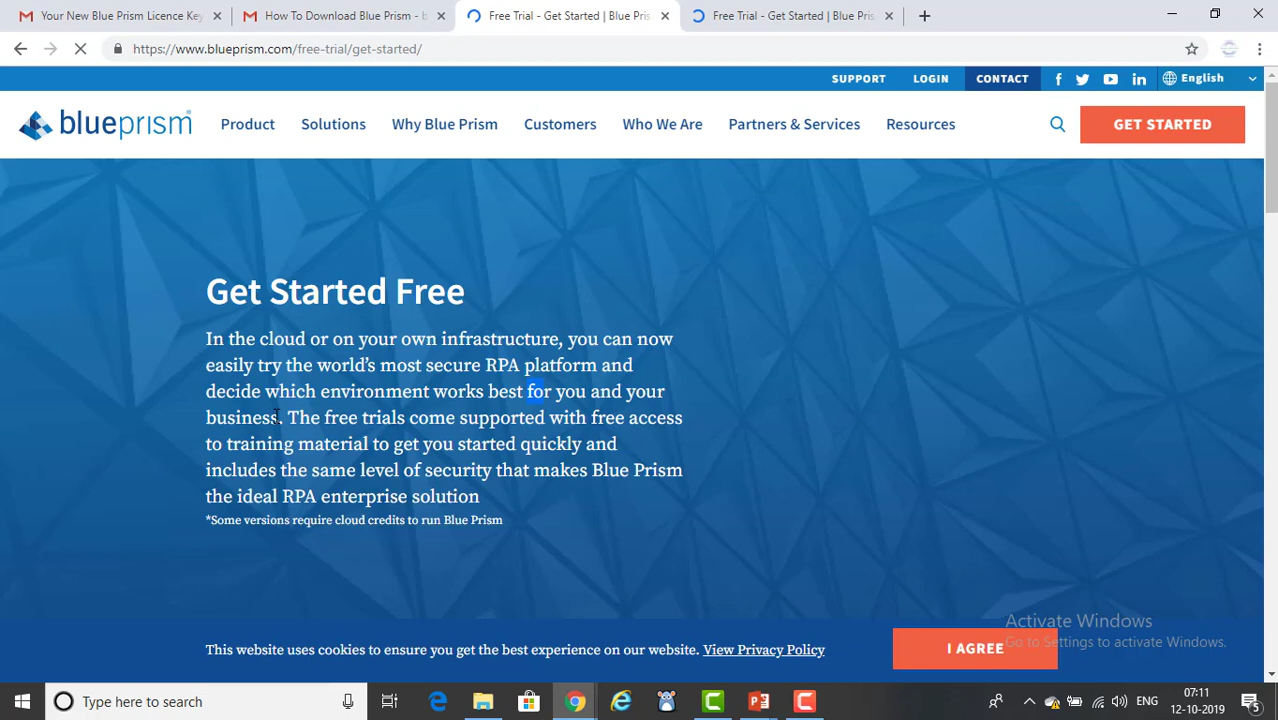 Your New Blue Prism Licence Key
How To Download Blue Prism - b
Free Trial - Get Started | Blue Pris
Free Trial - Get Started | Blue Pris
https://www.blueprism.com/free-trial/get-started/
SUPPORT LOGIN CONTACT English
blueprism Product Solutions Why Blue Prism Customers Who We Are Partners & Services Resources GET STARTED
Get Started Free
In the cloud or on your own infrastructure, you can now
easily try the world’s most secure RPA platform and
decide which environment works best for you and your
business. The free trials come supported with free access
to training material to get you started quickly and
includes the same level of security that makes Blue Prism
the ideal RPA enterprise solution
*Some versions require cloud credits to run Blue Prism
Activate Windows
Go to Settings to activate Windows.
This website uses cookies to ensure you get the best experience on our website. View Privacy Policy
I AGREE
Type here to search
ENG
07:11
12-10-2019
5